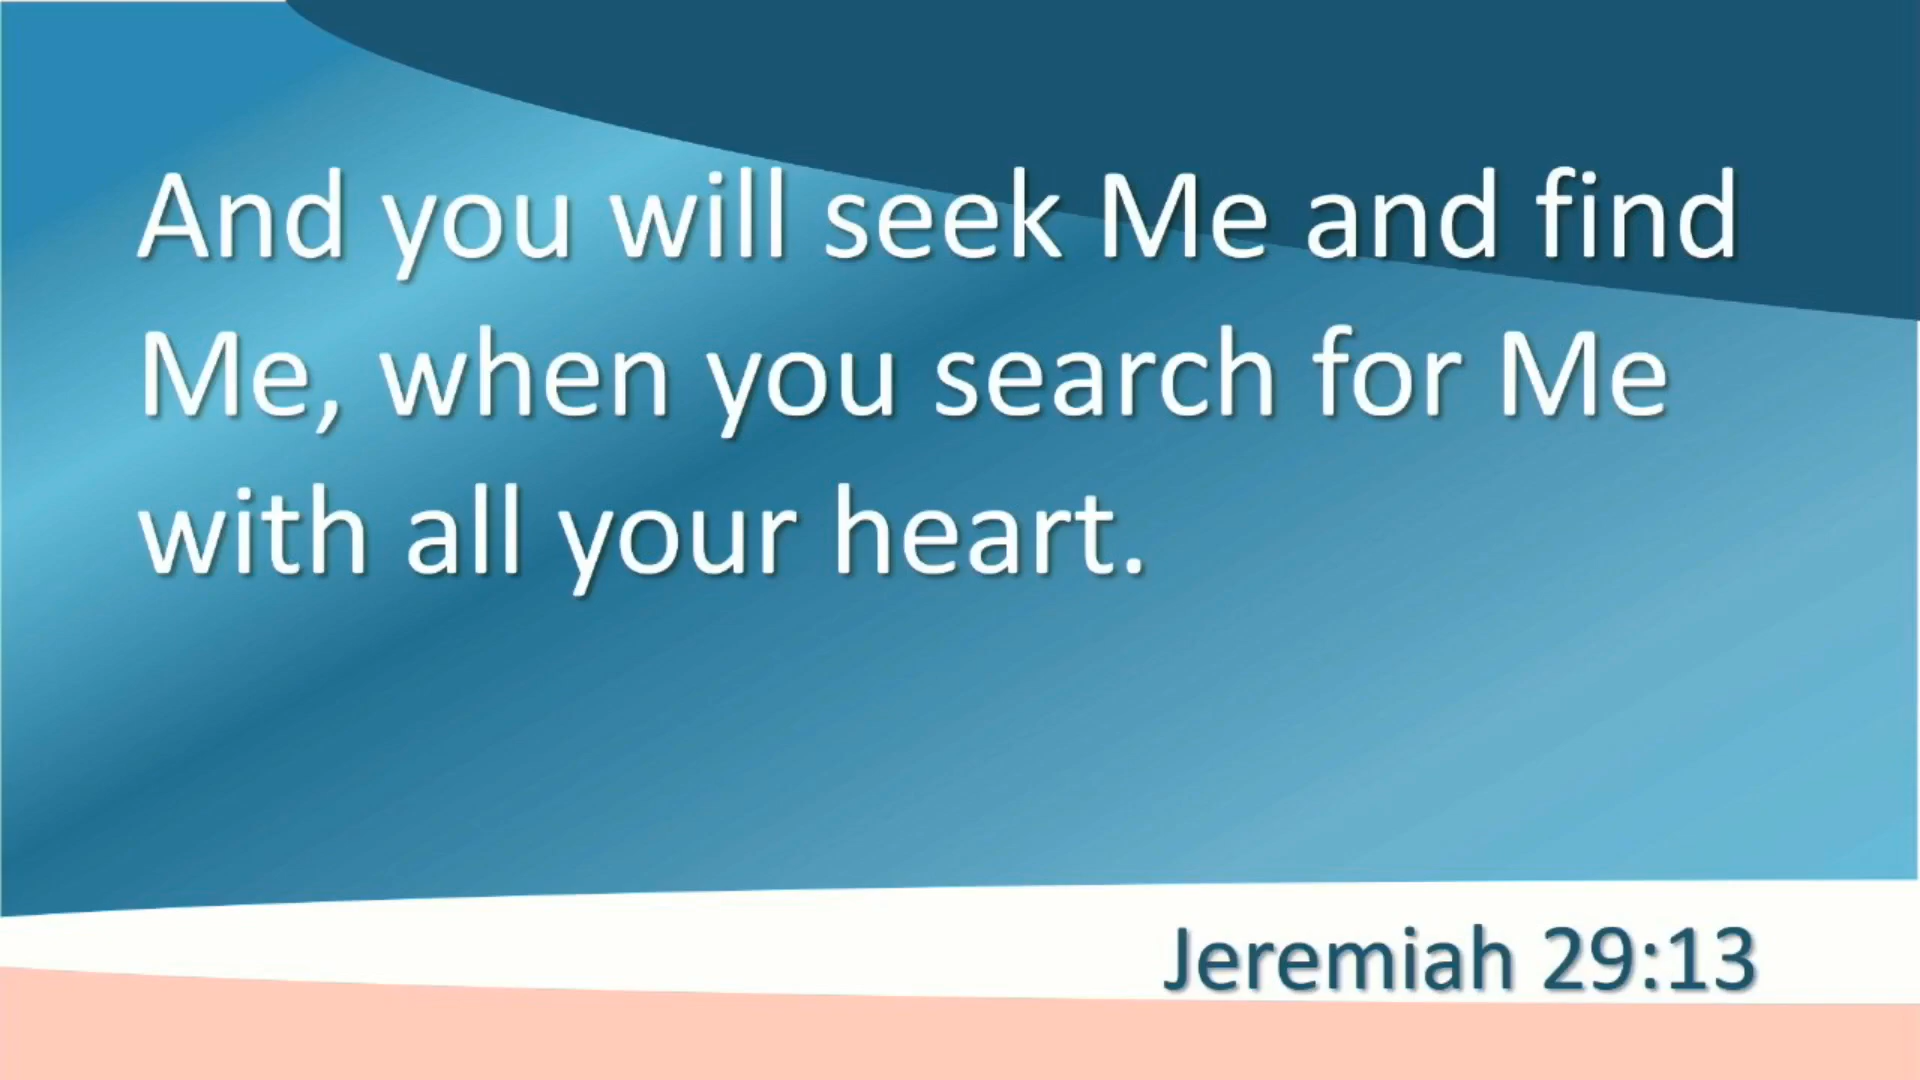 And you will seek Me and find
Me, when you search for Me
with all your heart.
Jeremiah 29:13